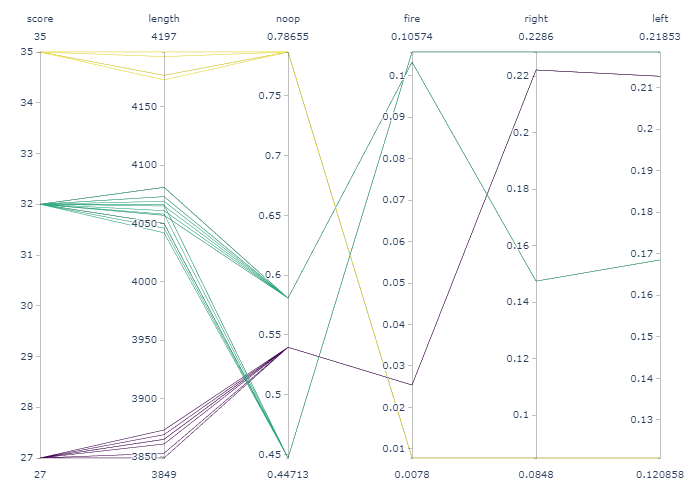 score length noop fire right left
35 4197 0.78655 0.10574 0.2286 0.21853
35 34 33 32 31 30 29 28 27
4150 4100 4050 4000 3950 3900 3850
0.75 0.7 0.65 0.6 0.55 0.5 0.45
0.1 0.09 0.08 0.07 0.06 0.05 0.04 0.03 0.02 0.01
0.22 0.2 0.18 0.16 0.14 0.12 0.1
0.21 0.2 0.19 0.18 0.17 0.16 0.15 0.14 0.13
27 3849 0.44713 0.0078 0.0848 0.120858